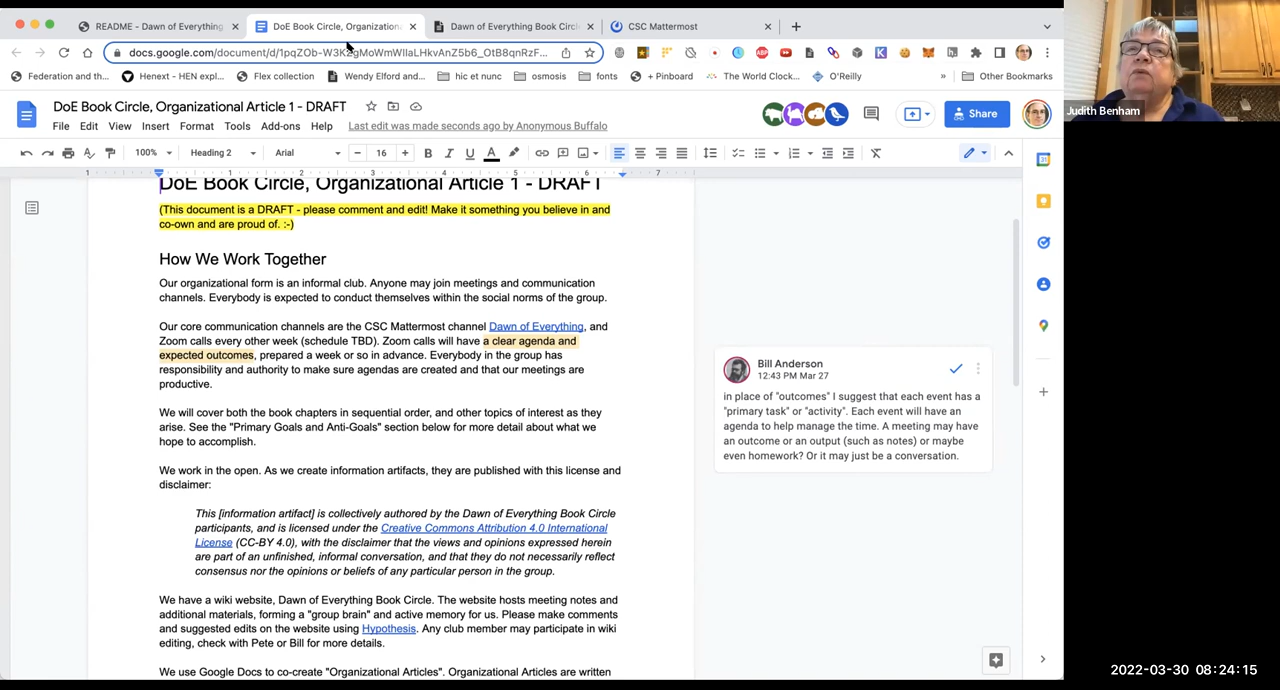 README - Dawn of Everything
DoE Book Circle, Organization
Dawn of Everything Book Circl
CSC Mattermost
docs.google.com/document/d/1pqZOb-W3K
MoWmWIlaLHkvAnZ5b6_OtB8qnRzF...
Federation and th...
Henext - HEN expl...
Flex collection
Wendy Elford and...
hic et nunc
osmosis
fonts
+ Pinboard
The World Clock...
O'Reilly
»
Other Bookmarks
DoE Book Circle, Organizational Article 1 - DRAFT
File Edit View Insert Format Tools Add-ons Help Last edit was made seconds ago by Anonymous Buffalo
Share
100% Heading 2 Arial 16
1 1 2 3 4 5 6 7
DoE Book Circle, Organizational Article 1 - DRAFT
(This document is a DRAFT - please comment and edit! Make it something you believe in and
co-own and are proud of. :-)
How We Work Together
Our organizational form is an informal club. Anyone may join meetings and communication
channels. Everybody is expected to conduct themselves within the social norms of the group.
Our core communication channels are the CSC Mattermost channel Dawn of Everything, and
Zoom calls every other week (schedule TBD). Zoom calls will have a clear agenda and
expected outcomes, prepared a week or so in advance. Everybody in the group has
responsibility and authority to make sure agendas are created and that our meetings are
productive.
We will cover both the book chapters in sequential order, and other topics of interest as they
arise. See the "Primary Goals and Anti-Goals" section below for more detail about what we
hope to accomplish.
We work in the open. As we create information artifacts, they are published with this license and
disclaimer:
This [information artifact] is collectively authored by the Dawn of Everything Book Circle
participants, and is licensed under the Creative Commons Attribution 4.0 International
License (CC-BY 4.0), with the disclaimer that the views and opinions expressed herein
are part of an unfinished, informal conversation, and that they do not necessarily reflect
consensus nor the opinions or beliefs of any particular person in the group.
We have a wiki website, Dawn of Everything Book Circle. The website hosts meeting notes and
additional materials, forming a "group brain" and active memory for us. Please make comments
and suggested edits on the website using Hypothesis. Any club member may participate in wiki
editing, check with Pete or Bill for more details.
We use Google Docs to co-create "Organizational Articles". Organizational Articles are written
Bill Anderson
12:43 PM Mar 27
in place of "outcomes" I suggest that each event has a
"primary task" or "activity". Each event will have an
agenda to help manage the time. A meeting may have
an outcome or an output (such as notes) or maybe
even homework? Or it may just be a conversation.
Judith Benham
2022-03-30 08:24:15